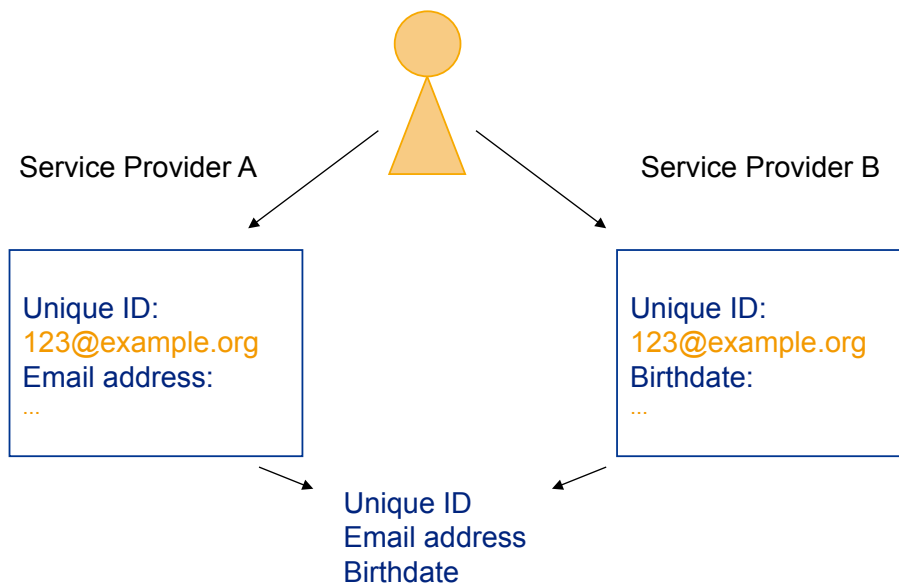 Service Provider A
Service Provider B
Unique ID:
123@example.org
Email address:
...
Unique ID:
123@example.org
Birthdate:
...
Unique ID
Email address
Birthdate